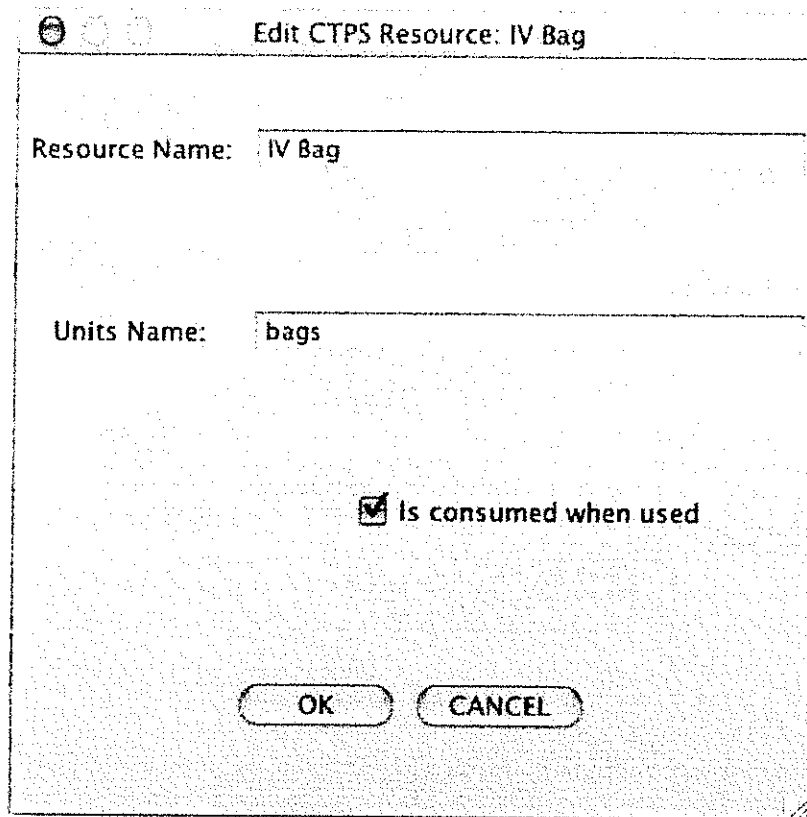 Edit CTPS Resource: IV Bag
Resource Name: IV Bag
Units Name: bags
Is consumed when used
OK CANCEL